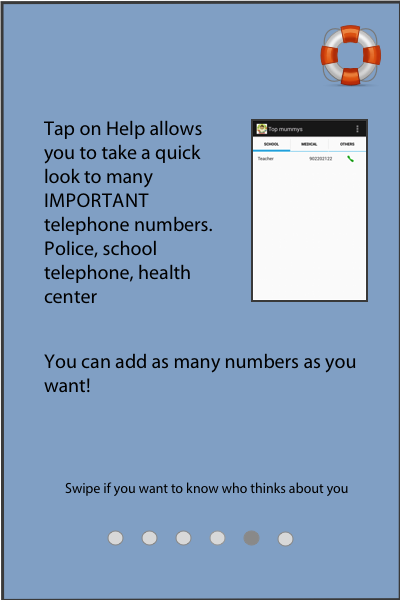 Tap on Help allows
you to take a quick
look to many
IMPORTANT
telephone numbers.
Police, school
telephone, health
center
Top mummys
SCHOOL MEDICAL OTHERS
Teacher 902202122
You can add as many numbers as you
want!
Swipe if you want to know who thinks about you